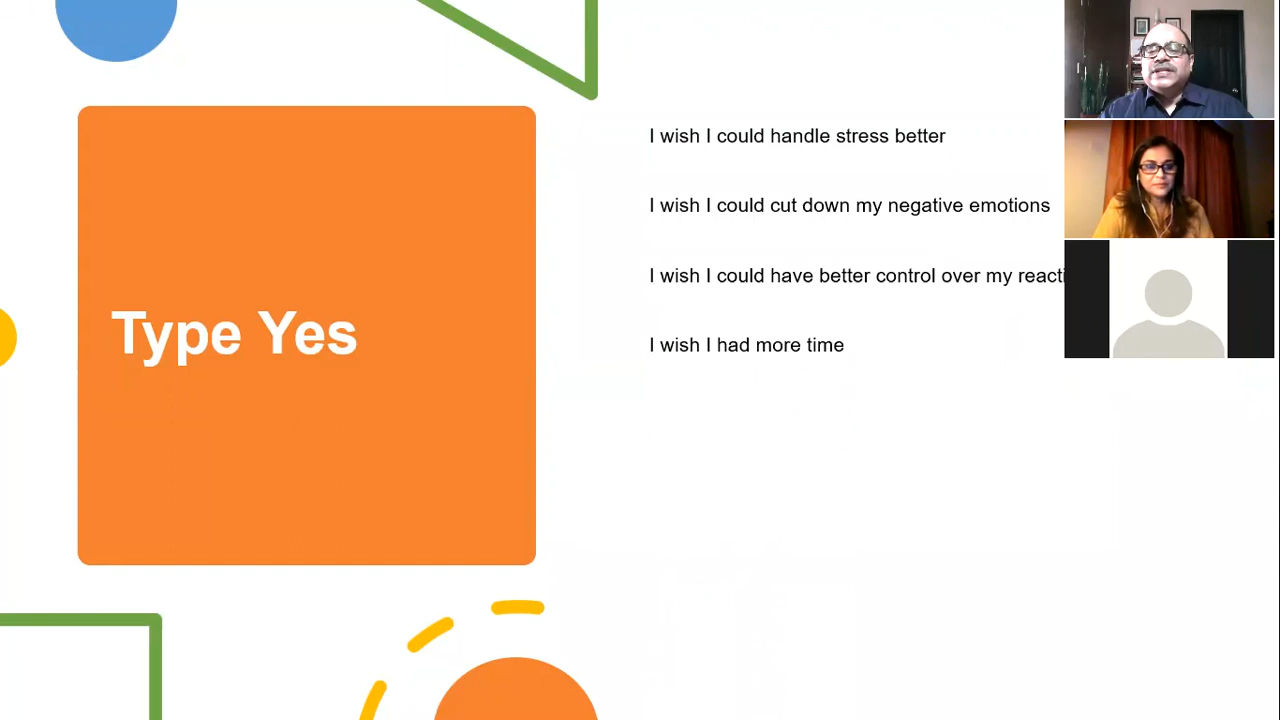 Type Yes
I wish I could handle stress better
I wish I could cut down my negative emotions
I wish I could have better control over my reacti
I wish I had more time